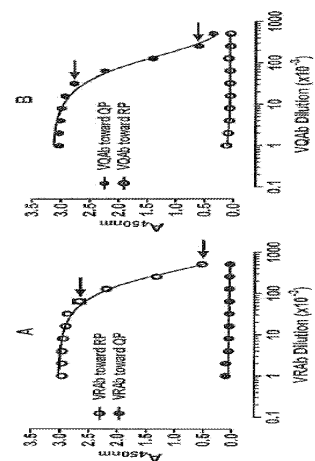 A
3.5
3.0
2.5
2.0
1.5
1.0
0.5
0.0
A450nm
VRAb toward RP
VRAb toward QP
0.1 1 10 100 1000
VRAb Dilution (x10⁻³)
B
3.5
3.0
2.5
2.0
1.5
1.0
0.5
0.0
A450nm
VQAb toward QP
VQAb toward RP
0.1 1 10 100 1000
VQAb Dilution (x10⁻³)